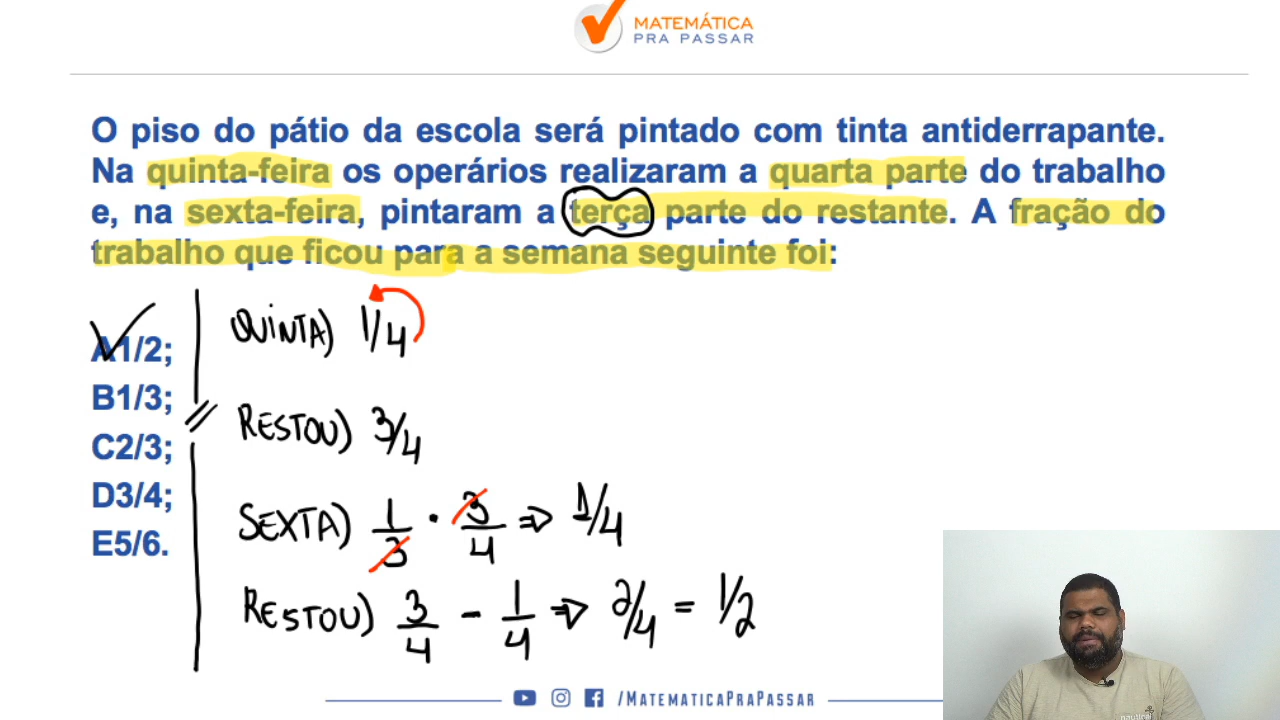 MATEMÁTICA
PRA PASSAR
O piso do pátio da escola será pintado com tinta antiderrapante.
Na quinta-feira os operários realizaram a quarta parte do trabalho
e, na sexta-feira, pintaram a terça parte do restante. A fração do
trabalho que ficou para a semana seguinte foi:
A1/2;
B1/3;
C2/3;
D3/4;
E5/6.
QUINTA) 1/4
RESTOU) 3/4
SEXTA) 1/3 · 3/4 ⇒ 1/4
RESTOU) 3/4 - 1/4 ⇒ 2/4 = 1/2
/MATEMATICAPRAPASSAR
nautica